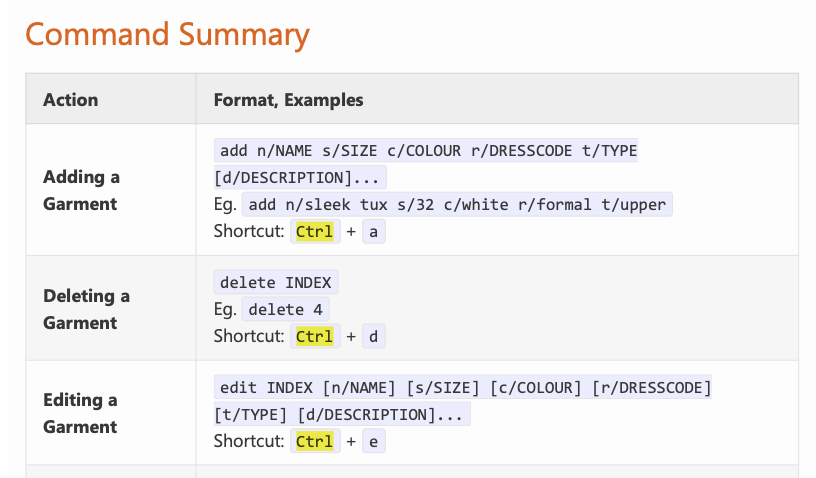 Command Summary
Action
Format, Examples
Adding a
Garment
add n/NAME s/SIZE c/COLOUR r/DRESSCODE t/TYPE
[d/DESCRIPTION]...
Eg. add n/sleek tux s/32 c/white r/formal t/upper
Shortcut: Ctrl + a
Deleting a
Garment
delete INDEX
Eg. delete 4
Shortcut: Ctrl + d
Editing a
Garment
edit INDEX [n/NAME] [s/SIZE] [c/COLOUR] [r/DRESSCODE]
[t/TYPE] [d/DESCRIPTION]...
Shortcut: Ctrl + e